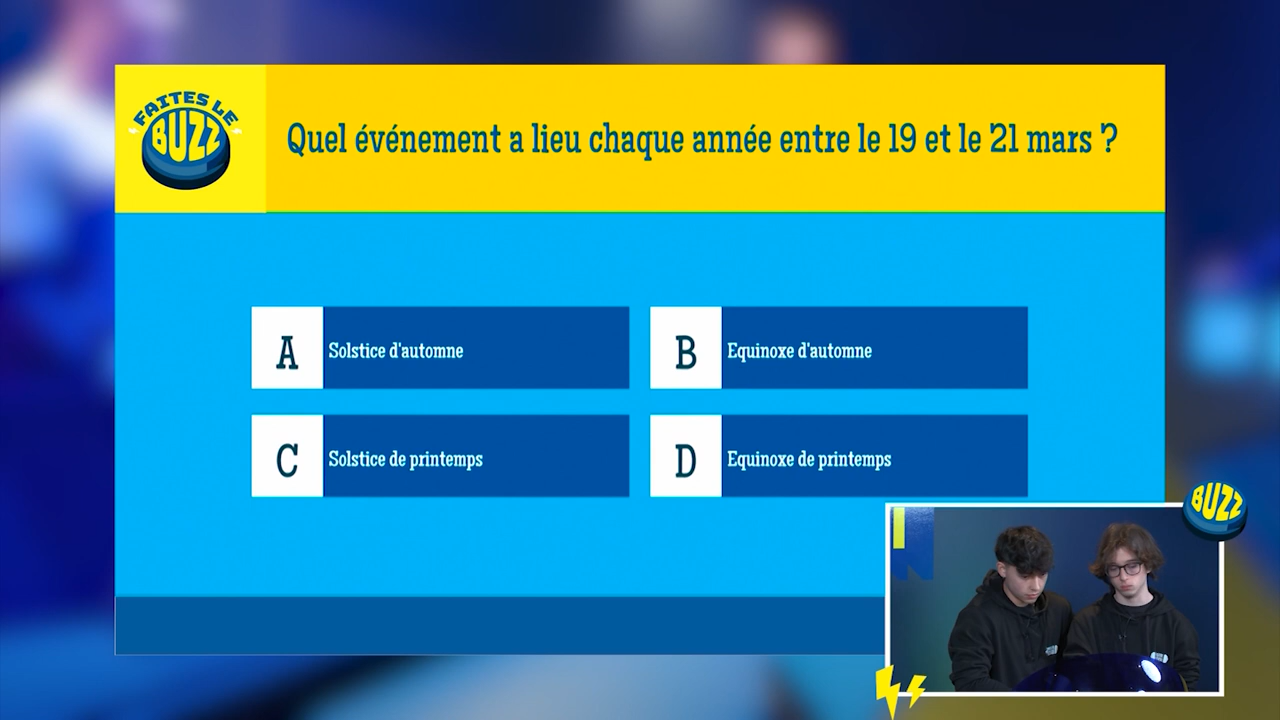 FAITES LE
BUZZ
Quel événement a lieu chaque année entre le 19 et le 21 mars ?
A Solstice d'automne
B Equinoxe d'automne
C Solstice de printemps
D Equinoxe de printemps
BUZZ